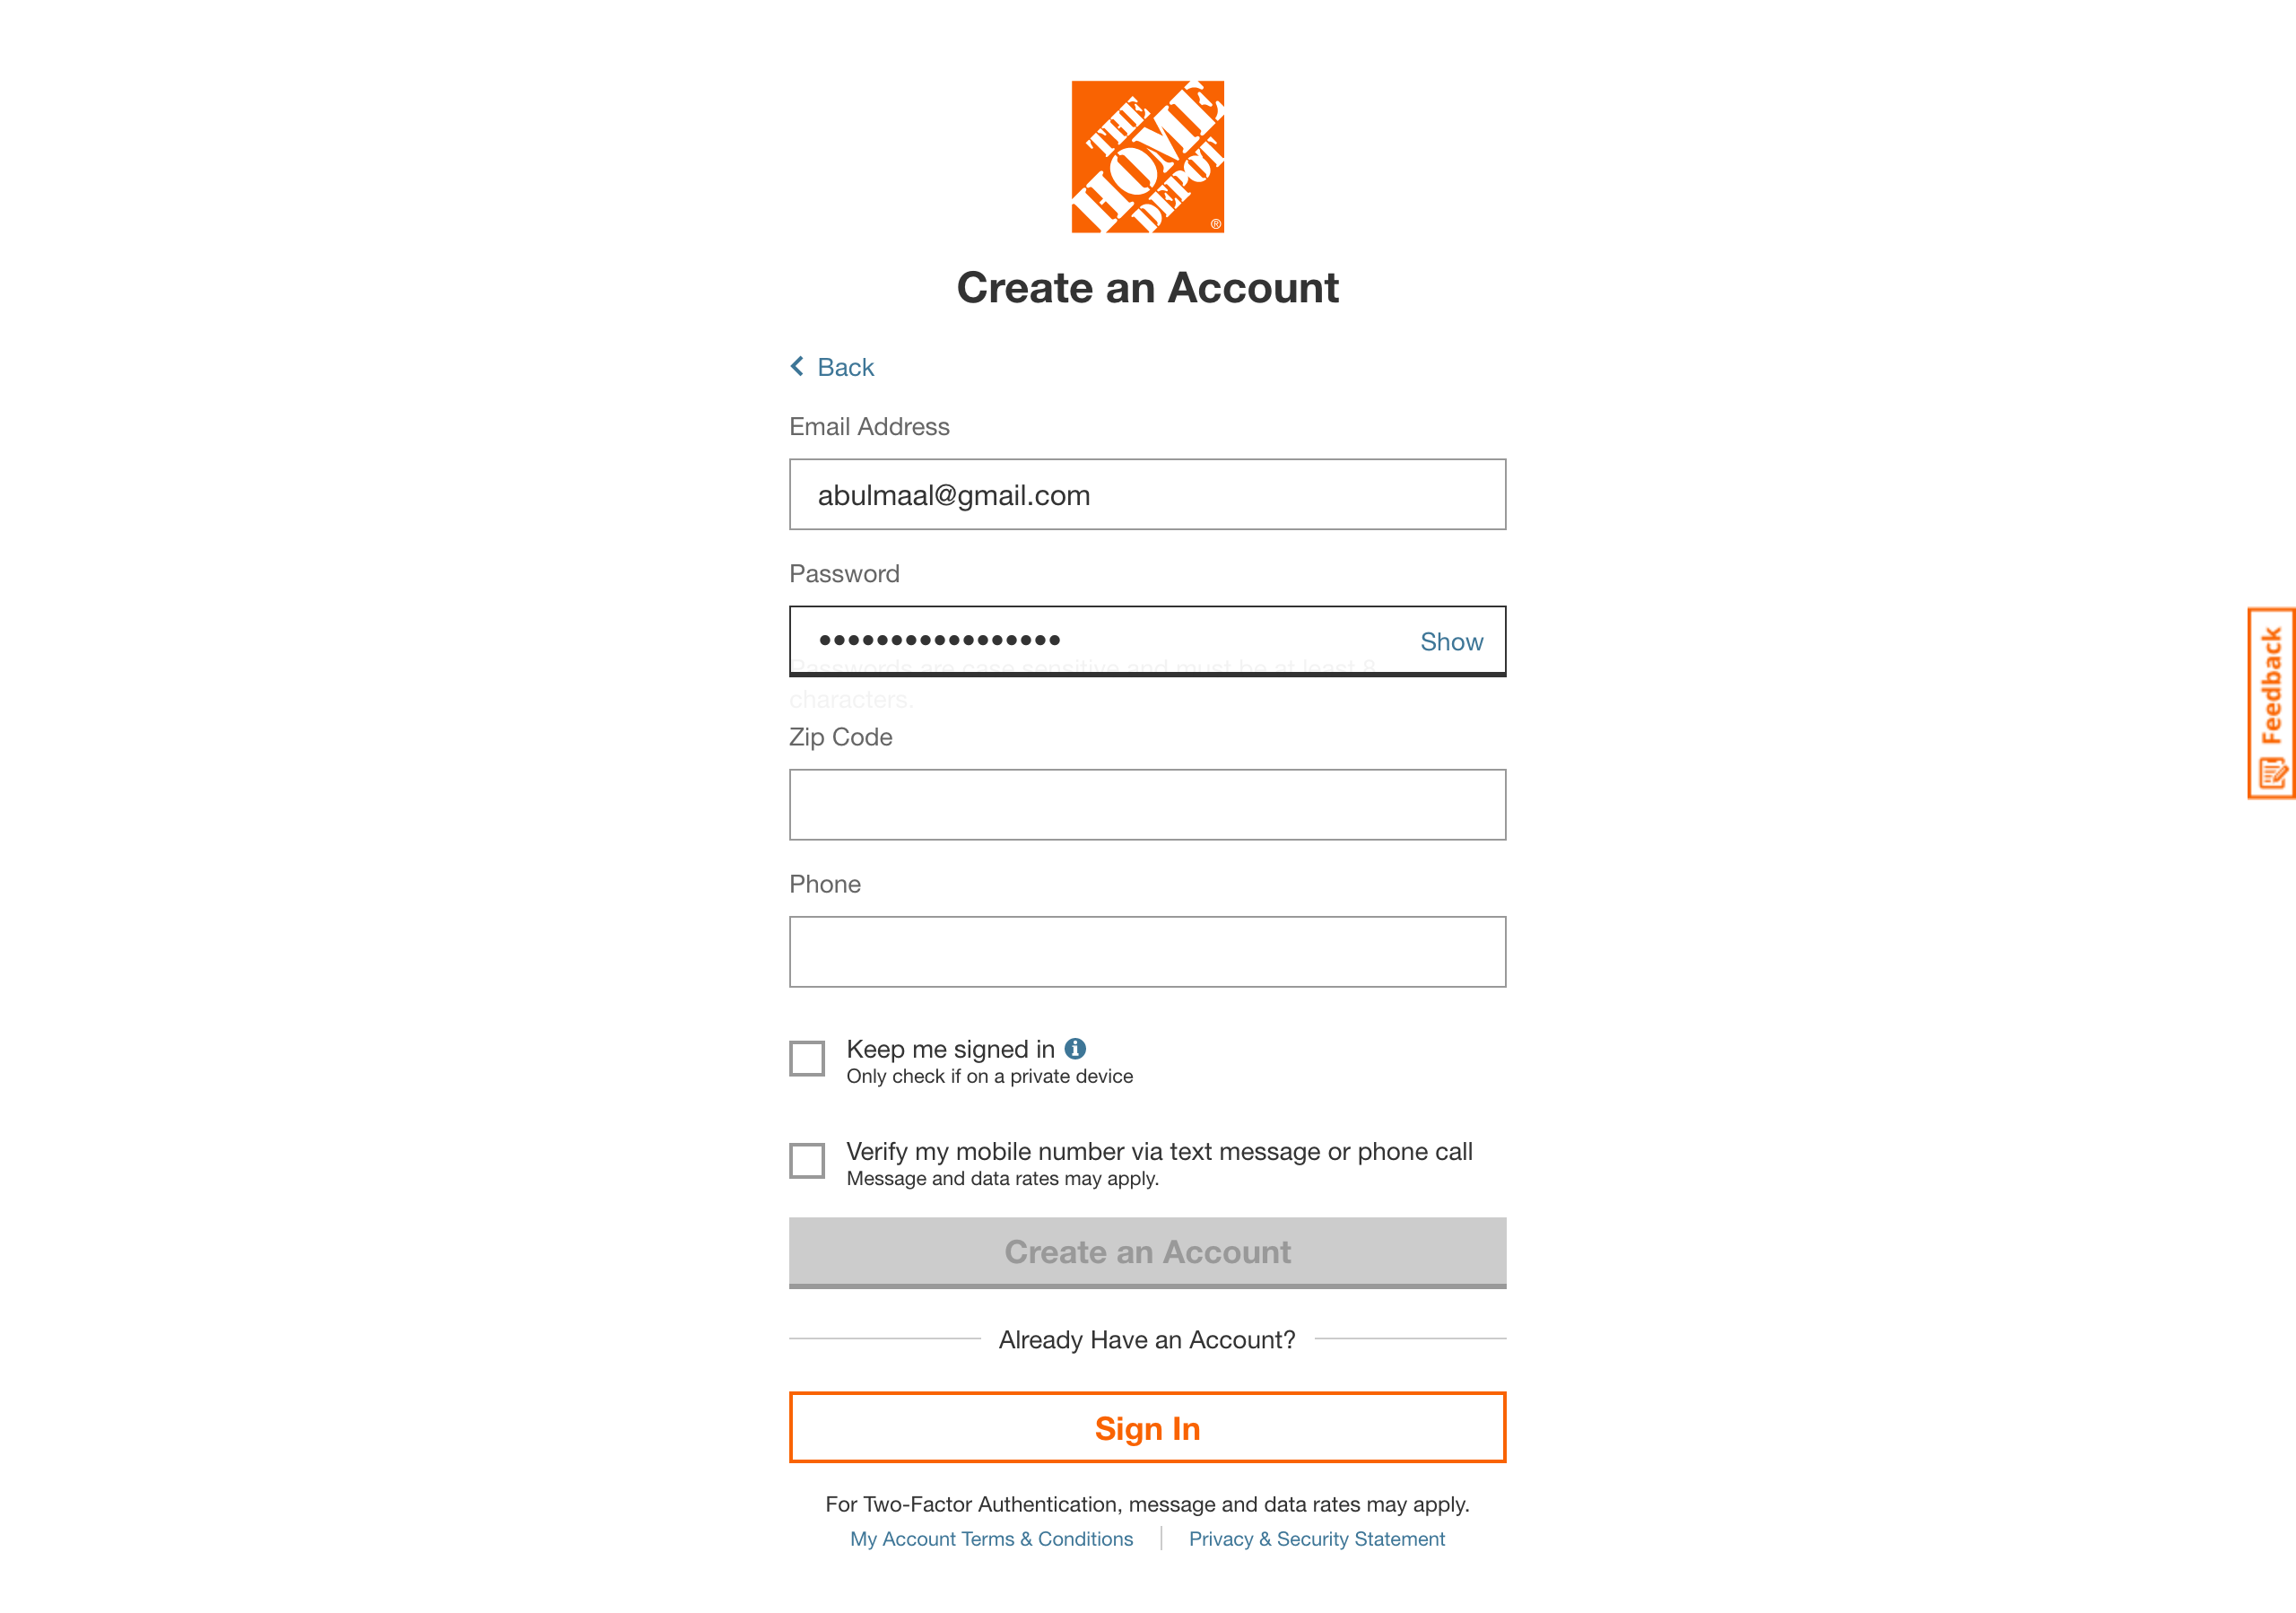 THE
HOME
DEPOT
®
Create an Account
Back
Email Address
abulmaal@gmail.com
Password
•••••••••••••••••
Show
Passwords are case sensitive and must be at least 8
characters.
Zip Code
Phone
Keep me signed in
Only check if on a private device
Verify my mobile number via text message or phone call
Message and data rates may apply.
Create an Account
Already Have an Account?
Sign In
For Two-Factor Authentication, message and data rates may apply.
My Account Terms & Conditions
Privacy & Security Statement
Feedback